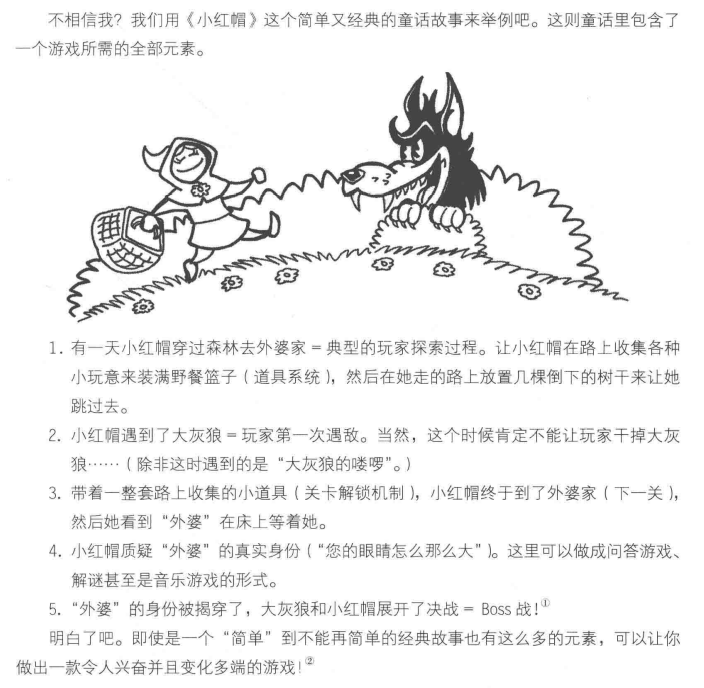 不相信我？我们用《小红帽》这个简单又经典的童话故事来举例吧。这则童话里包含了
一个游戏所需的全部元素。
1. 有一天小红帽穿过森林去外婆家 = 典型的玩家探索过程。让小红帽在路上收集各种
小玩意来装满野餐篮子（道具系统），然后在她走的路上放置几棵倒下的树干来让她
跳过去。
2. 小红帽遇到了大灰狼 = 玩家第一次遇敌。当然，这个时候肯定不能让玩家干掉大灰
狼……（除非这时遇到的是“大灰狼的喽啰”。）
3. 带着一整套路上收集的小道具（关卡解锁机制），小红帽终于到了外婆家（下一关），
然后她看到“外婆”在床上等着她。
4. 小红帽质疑“外婆”的真实身份（“您的眼睛怎么那么大”）。这里可以做成问答游戏、
解谜甚至是音乐游戏的形式。
5. “外婆”的身份被揭穿了，大灰狼和小红帽展开了决战 = Boss 战！①
明白了吧。即使是一个“简单”到不能再简单的经典故事也有这么多的元素，可以让你
做出一款令人兴奋并且变化多端的游戏！②